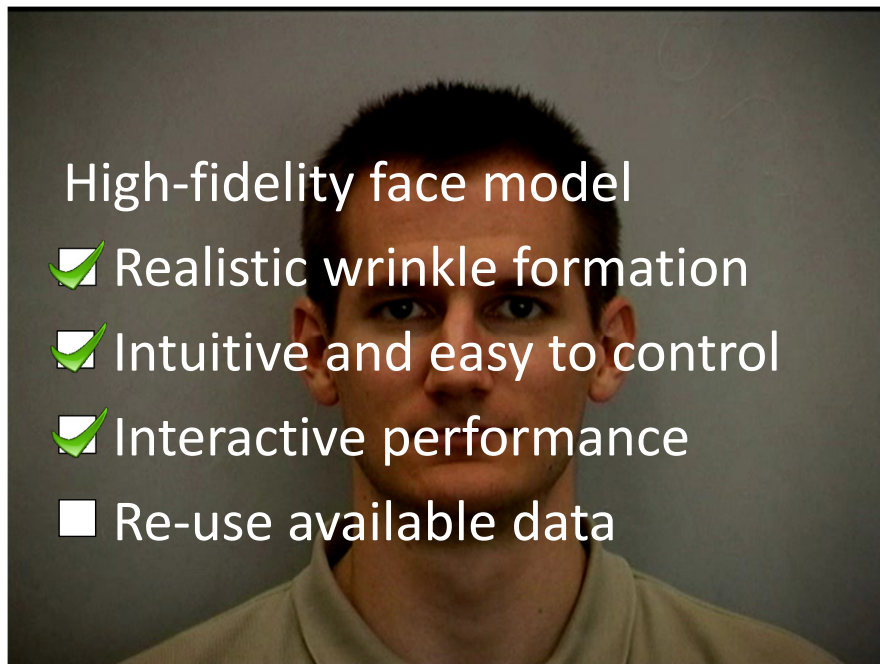 High-fidelity face model
Realistic wrinkle formation
Intuitive and easy to control
Interactive performance
Re-use available data